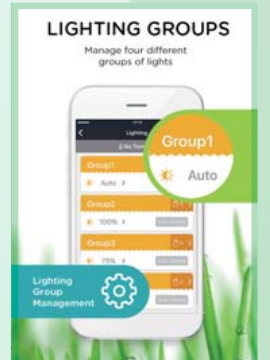 LIGHTING GROUPS
Manage four different
groups of lights
Lighting
Group1
Auto
Group1
Auto
Group2
100%
Group3
75%
Lighting
Group
Management